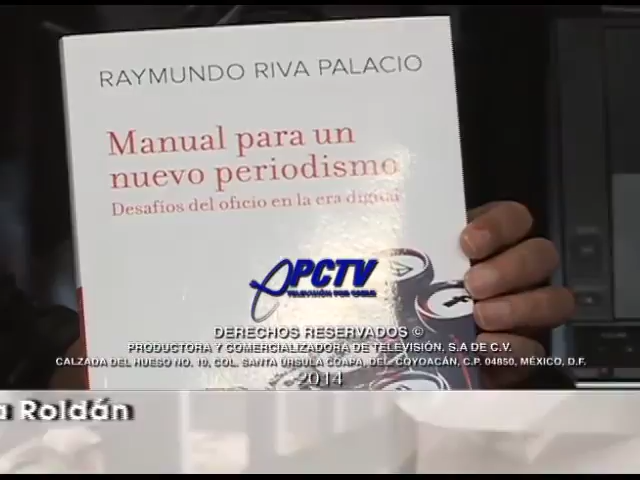 RAYMUNDO RIVA PALACIO
Manual para un
nuevo periodismo
Desafíos del oficio en la era digital
PCTV
TELEVISIÓN POR CABLE
DERECHOS RESERVADOS ©
PRODUCTORA Y COMERCIALIZADORA DE TELEVISIÓN, S.A DE C.V.
CALZADA DEL HUESO NO. 10, COL. SANTA ÚRSULA COAPA, DEL. COYOACÁN, C.P. 04850, MÉXICO, D.F.
2014
a Roldán